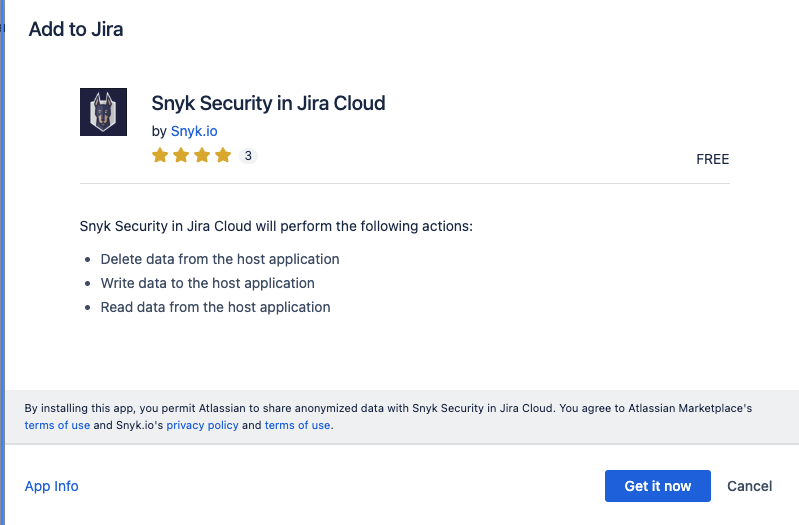 Add to Jira
Snyk Security in Jira Cloud
by Snyk.io
3
FREE
Snyk Security in Jira Cloud will perform the following actions:
• Delete data from the host application
• Write data to the host application
• Read data from the host application
By installing this app, you permit Atlassian to share anonymized data with Snyk Security in Jira Cloud. You agree to Atlassian Marketplace's
terms of use and Snyk.io's privacy policy and terms of use.
App Info
Get it now
Cancel